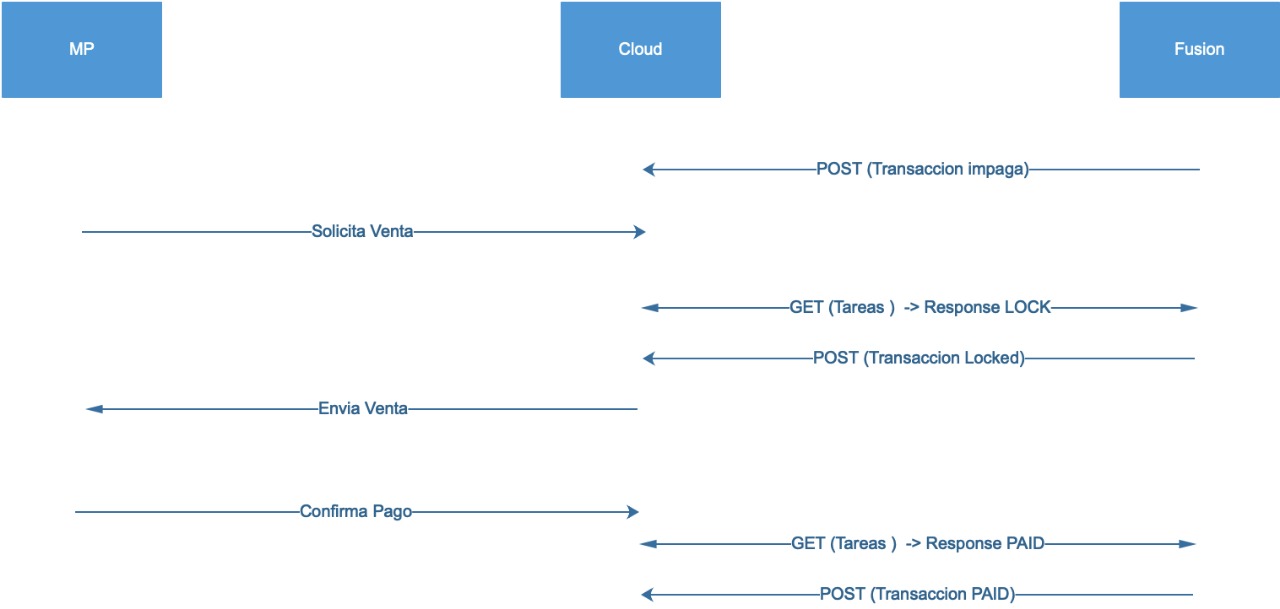 MP
Cloud
Fusion
POST (Transaccion impaga)
Solicita Venta
GET (Tareas )  -> Response LOCK
POST (Transaccion Locked)
Envia Venta
Confirma Pago
GET (Tareas )  -> Response PAID
POST (Transaccion PAID)